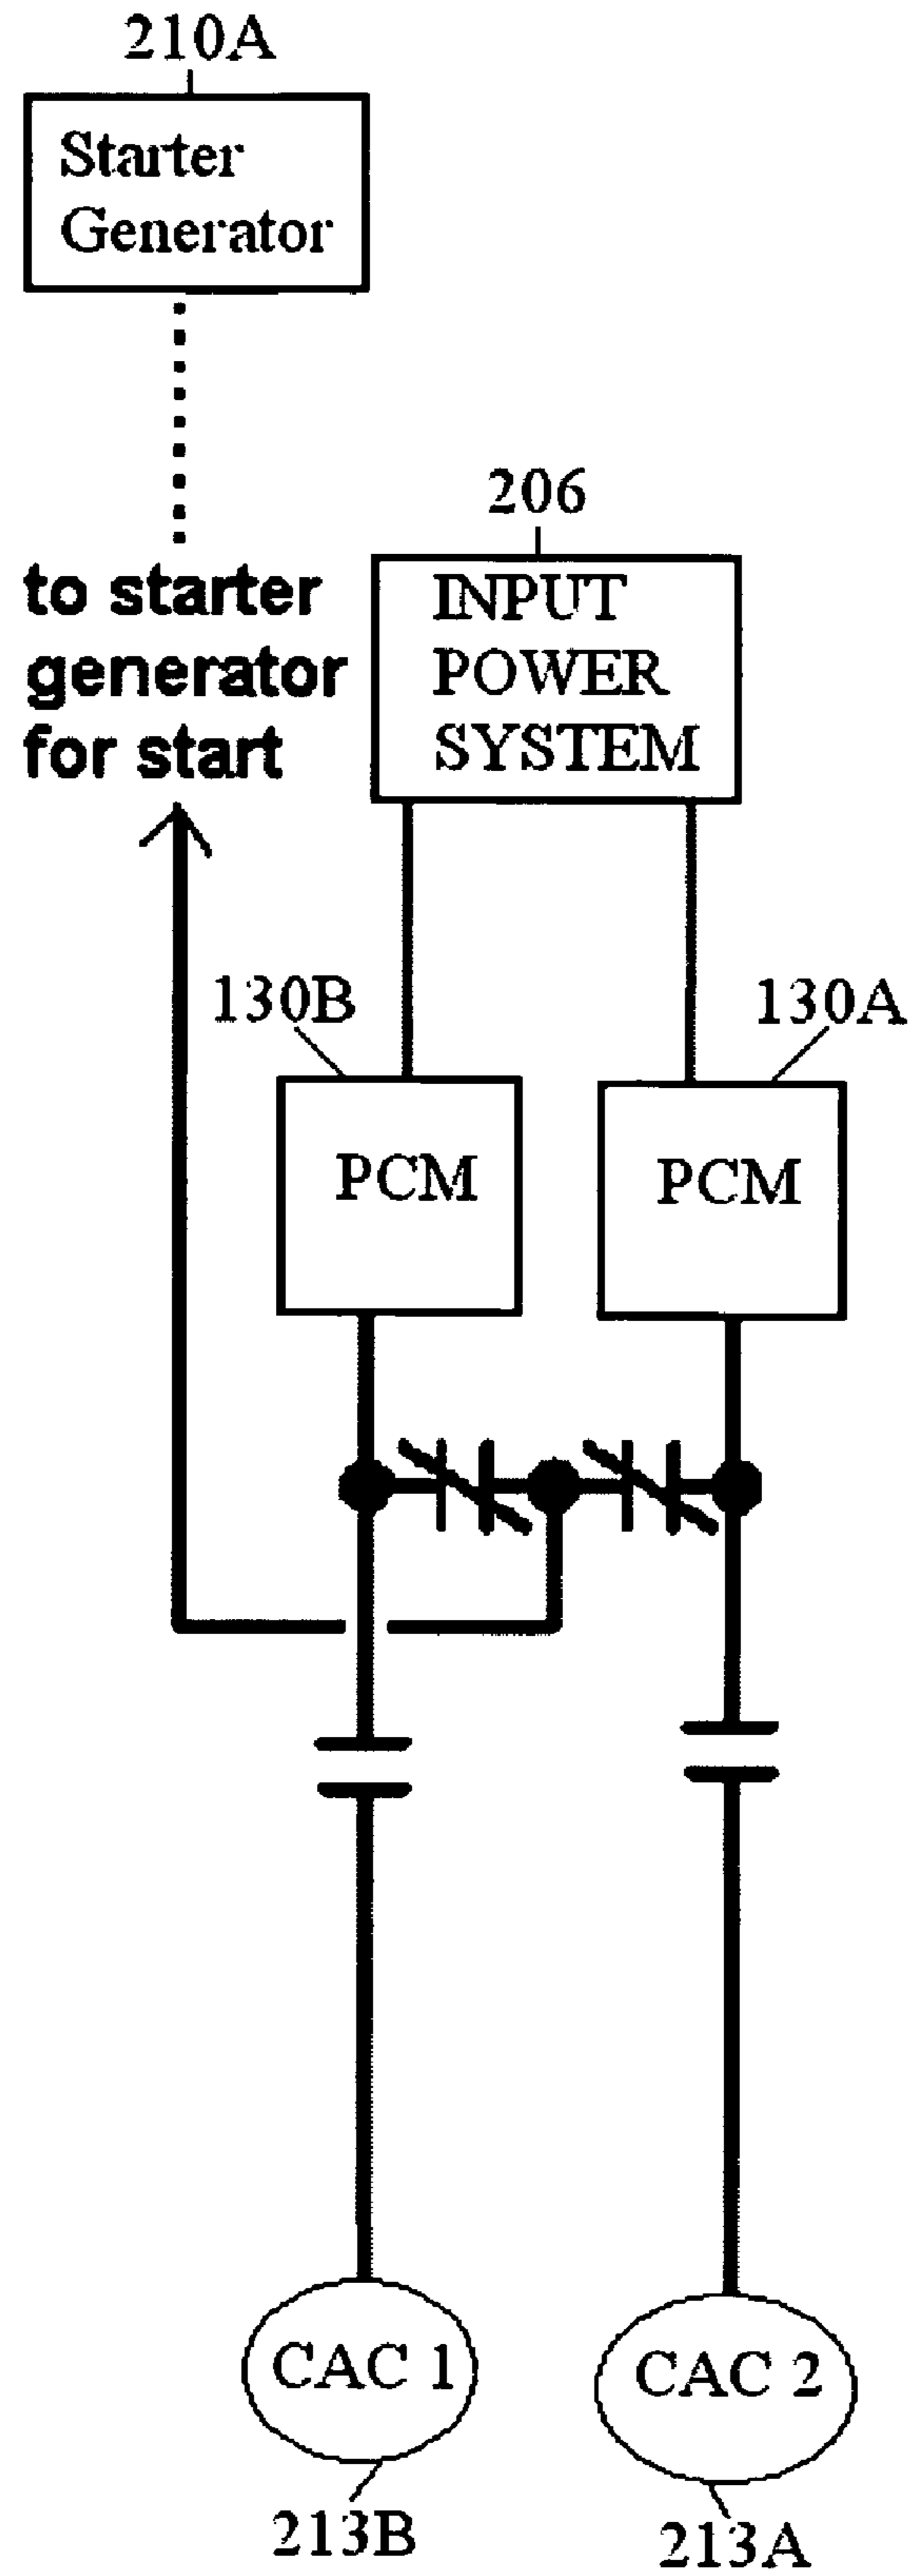 210A
Starter
Generator
to starter
generator
for start
206
INPUT
POWER
SYSTEM
130B
130A
PCM
PCM
CAC 1
CAC 2
213B
213A